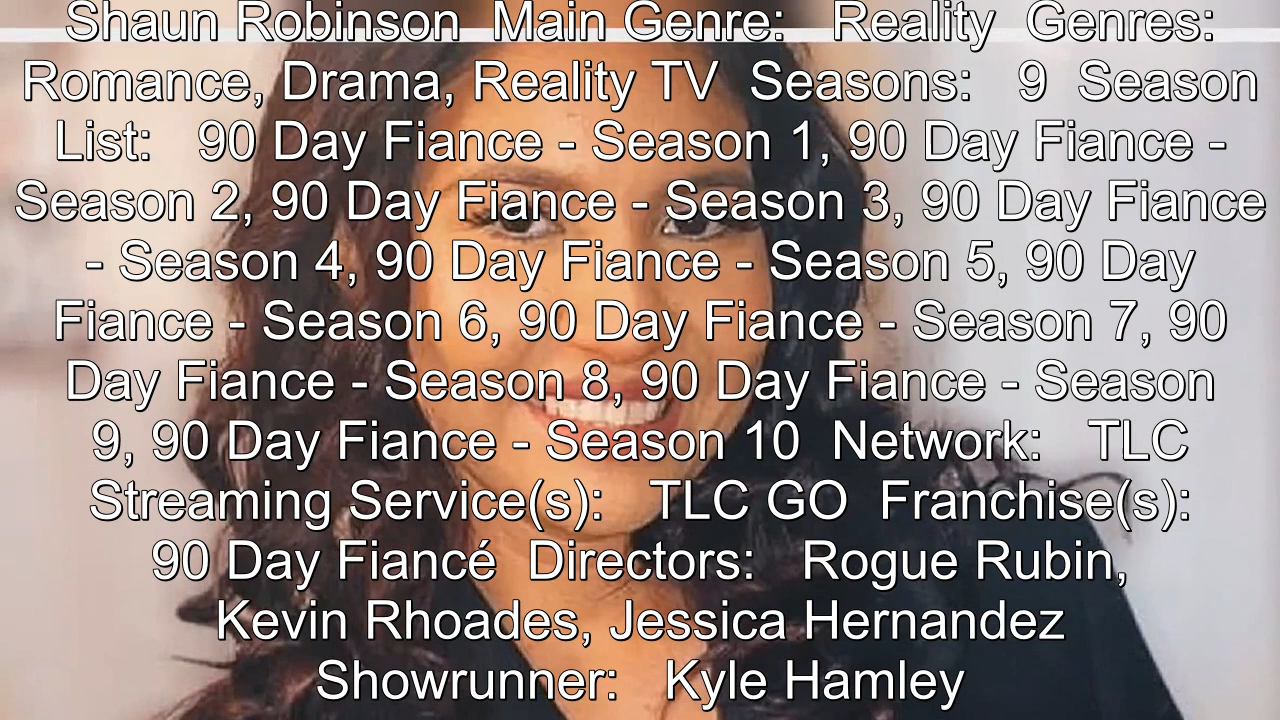 Shaun Robinson  Main Genre:   Reality  Genres:
Romance, Drama, Reality TV  Seasons:   9  Season
List:   90 Day Fiance - Season 1, 90 Day Fiance -
Season 2, 90 Day Fiance - Season 3, 90 Day Fiance
- Season 4, 90 Day Fiance - Season 5, 90 Day
Fiance - Season 6, 90 Day Fiance - Season 7, 90
Day Fiance - Season 8, 90 Day Fiance - Season
9, 90 Day Fiance - Season 10  Network:   TLC
Streaming Service(s):   TLC GO  Franchise(s):
90 Day Fiancé  Directors:   Rogue Rubin,
Kevin Rhoades, Jessica Hernandez
Showrunner:   Kyle Hamley